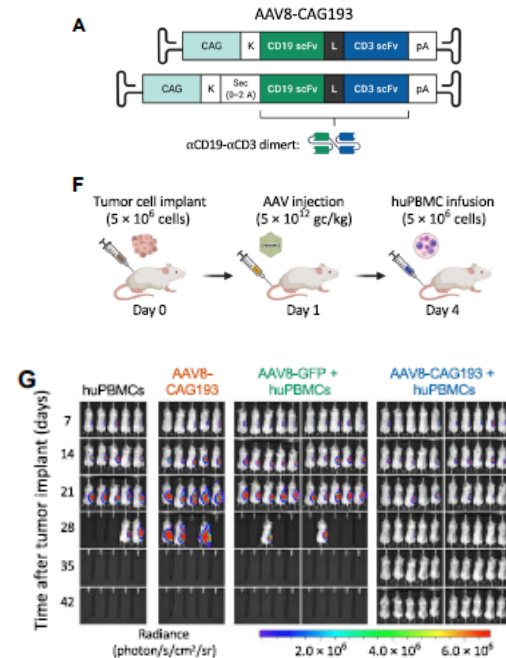 A
AAV8-CAG193
CAG K CD19 scFv L CD3 scFv pA
CAG K Sec (0–2 A) CD19 scFv L CD3 scFv pA
αCD19-αCD3 dimert:
F
Tumor cell implant
(5 × 10⁶ cells)
AAV injection
(5 × 10¹² gc/kg)
huPBMC infusion
(5 × 10⁶ cells)
Day 0
Day 1
Day 4
G
huPBMCs
AAV8-
CAG193
AAV8-GFP +
huPBMCs
AAV8-CAG193 +
huPBMCs
Time after tumor implant (days)
7
14
21
28
35
42
Radiance
(photon/s/cm²/sr)
2.0 × 10⁶ 4.0 × 10⁶ 6.0 × 10⁶